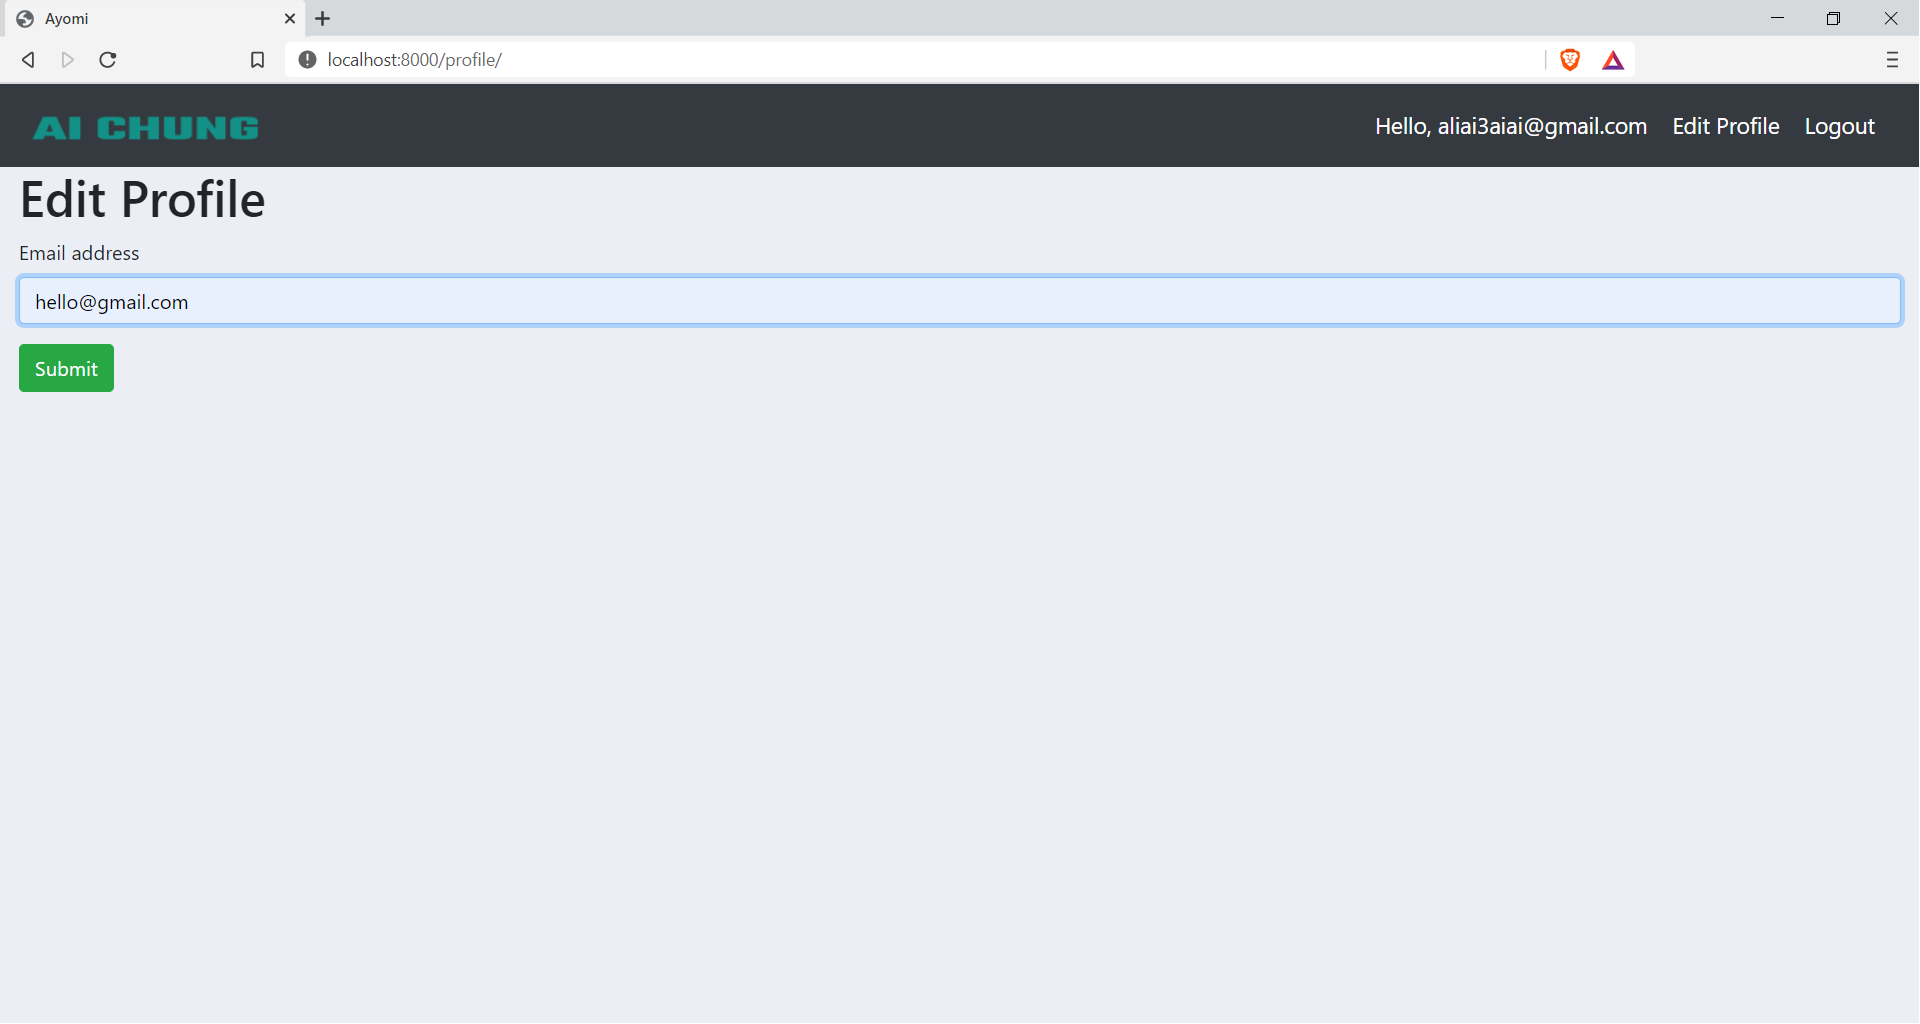 Ayomi
localhost:8000/profile/
AI CHUNG
Hello, aliai3aiai@gmail.com Edit Profile Logout
Edit Profile
Email address
hello@gmail.com
Submit